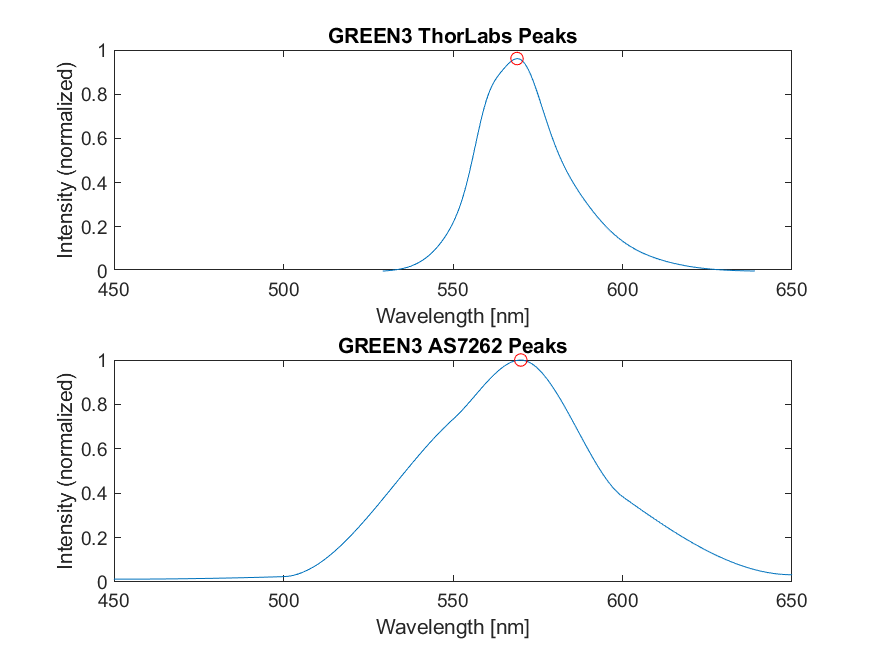 GREEN3 ThorLabs Peaks
1
0.8
0.6
0.4
0.2
0
Intensity (normalized)
450 500 550 600 650
Wavelength [nm]
GREEN3 AS7262 Peaks
1
0.8
0.6
0.4
0.2
0
Intensity (normalized)
450 500 550 600 650
Wavelength [nm]